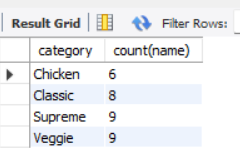 Result Grid Filter Rows:
category count(name)
Chicken 6
Classic 8
Supreme 9
Veggie 9